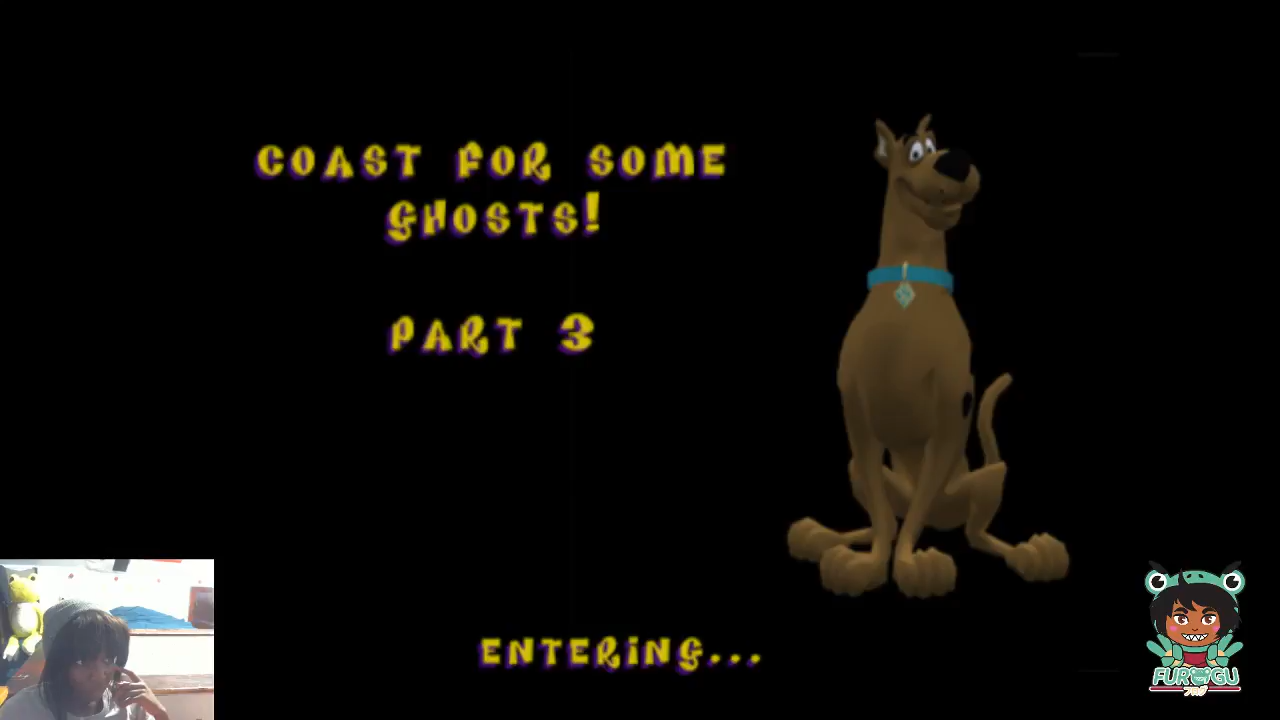 COAST FOR SOME
GHOSTS!
PART 3
ENTERING...
FUROGU